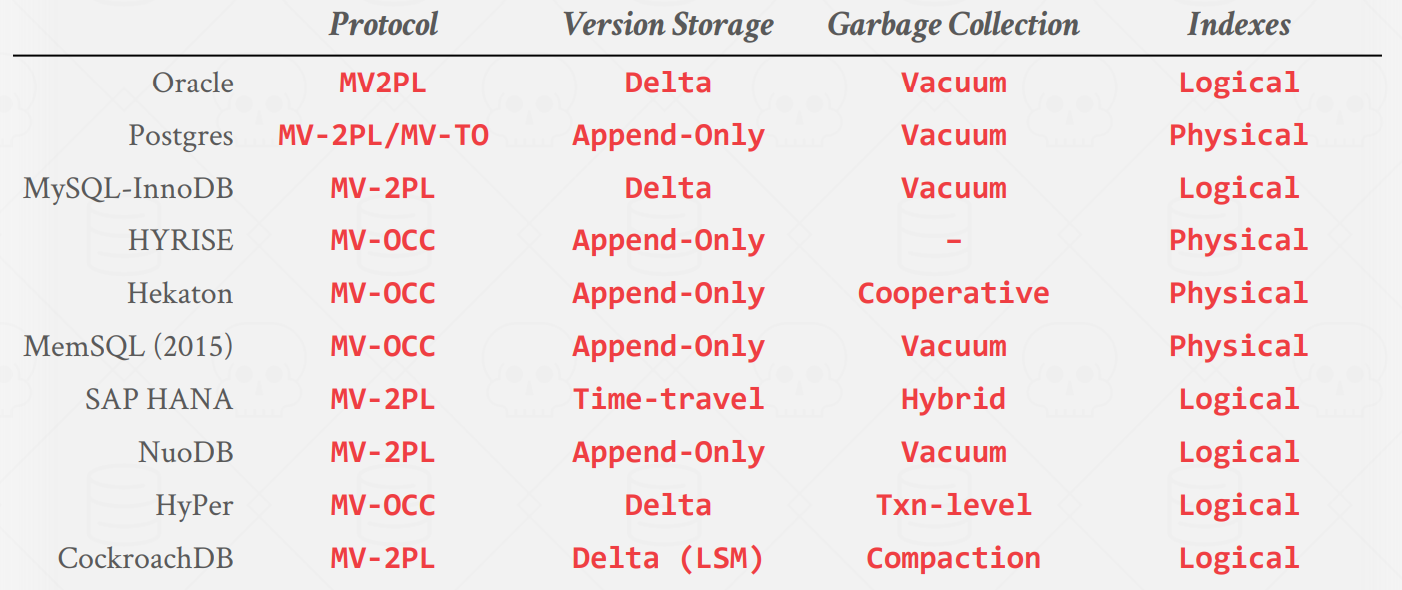 Protocol Version Storage Garbage Collection Indexes
Oracle MV2PL Delta Vacuum Logical
Postgres MV-2PL/MV-TO Append-Only Vacuum Physical
MySQL-InnoDB MV-2PL Delta Vacuum Logical
HYRISE MV-OCC Append-Only – Physical
Hekaton MV-OCC Append-Only Cooperative Physical
MemSQL (2015) MV-OCC Append-Only Vacuum Physical
SAP HANA MV-2PL Time-travel Hybrid Logical
NuoDB MV-2PL Append-Only Vacuum Logical
HyPer MV-OCC Delta Txn-level Logical
CockroachDB MV-2PL Delta (LSM) Compaction Logical